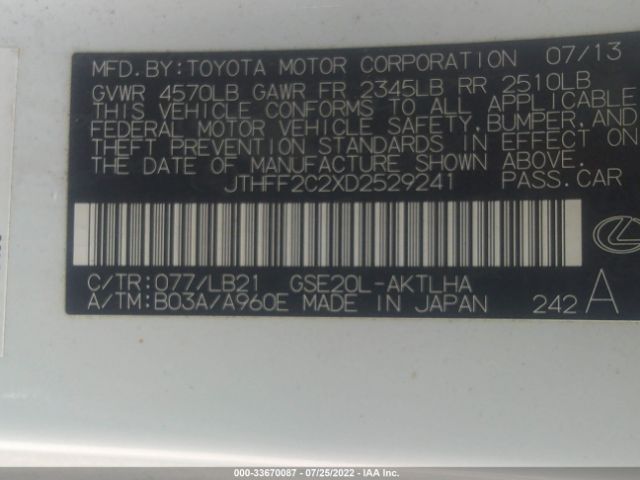 MFD.BY:TOYOTA MOTOR CORPORATION 07/13
GVWR 4570LB GAWR FR 2345LB RR 2510LB
THIS VEHICLE CONFORMS TO ALL APPLICABLE
FEDERAL MOTOR VEHICLE SAFETY,BUMPER,AND
THEFT PREVENTION STANDARDS IN EFFECT ON
THE DATE OF MANUFACTURE SHOWN ABOVE.
JTHFF2C2XD2529241 PASS.CAR
C/TR:077/LB21 GSE20L-AKTLHA
A/TM:B03A/A960E MADE IN JAPAN 242 A
000-33670087 - 07/25/2022 - IAA Inc.